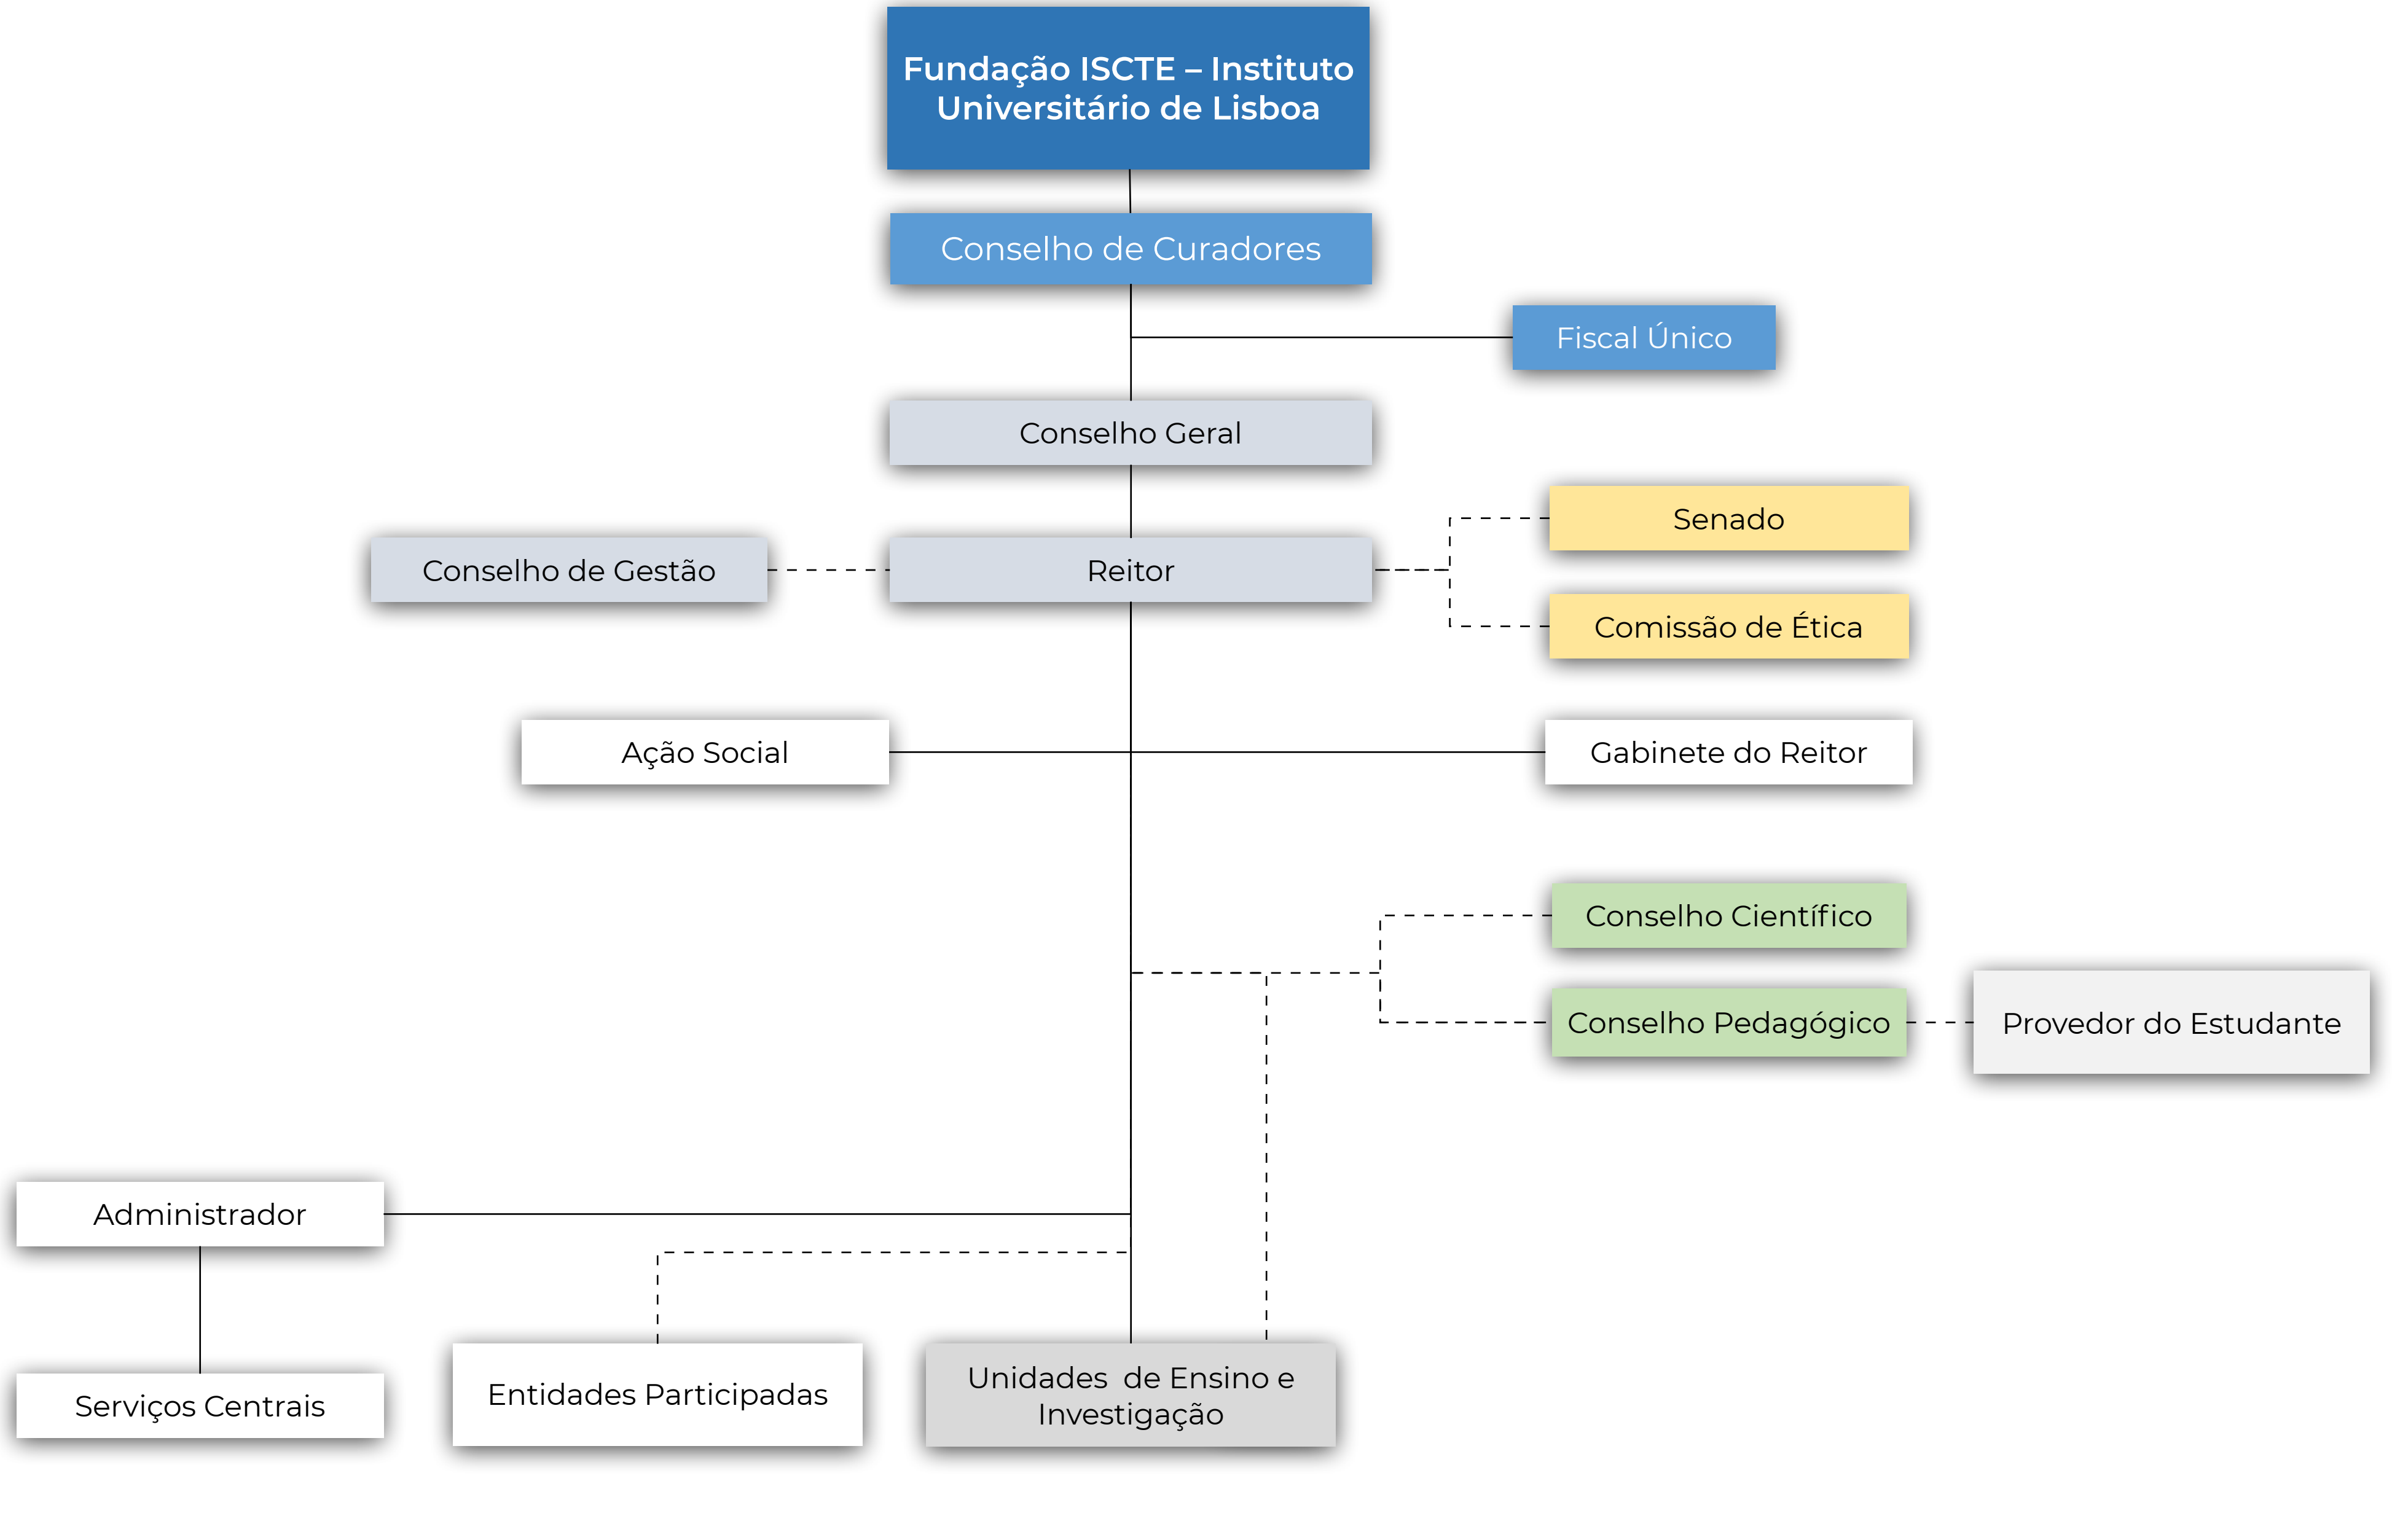 Fundação ISCTE – Instituto
Universitário de Lisboa
Conselho de Curadores
Fiscal Único
Conselho Geral
Senado
Conselho de Gestão
Reitor
Comissão de Ética
Ação Social
Gabinete do Reitor
Conselho Científico
Conselho Pedagógico
Provedor do Estudante
Administrador
Serviços Centrais
Entidades Participadas
Unidades  de Ensino e
Investigação